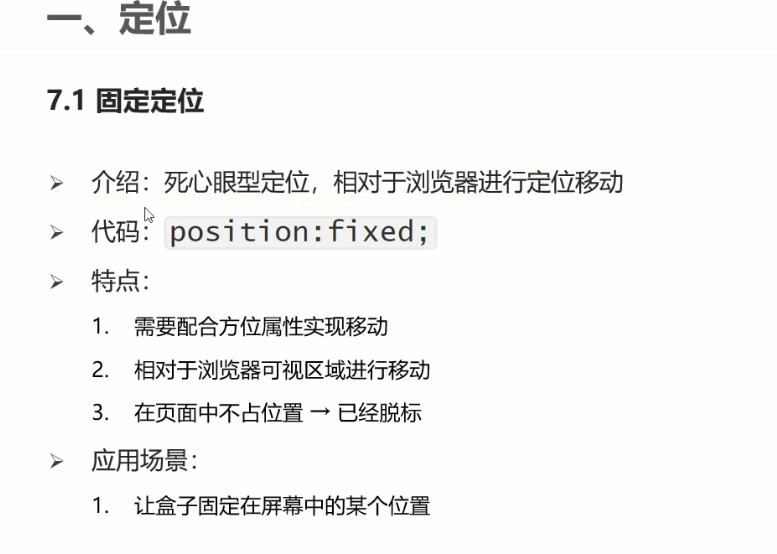 一、定位
7.1 固定定位
介绍：死心眼型定位，相对于浏览器进行定位移动
代码：position:fixed;
特点：
1. 需要配合方位属性实现移动
2. 相对于浏览器可视区域进行移动
3. 在页面中不占位置 → 已经脱标
应用场景：
1. 让盒子固定在屏幕中的某个位置